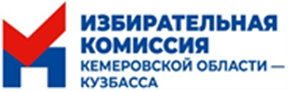 ИЗБИРАТЕЛЬНАЯ
КОМИССИЯ
КЕМЕРОВСКОЙ ОБЛАСТИ —
КУЗБАССА